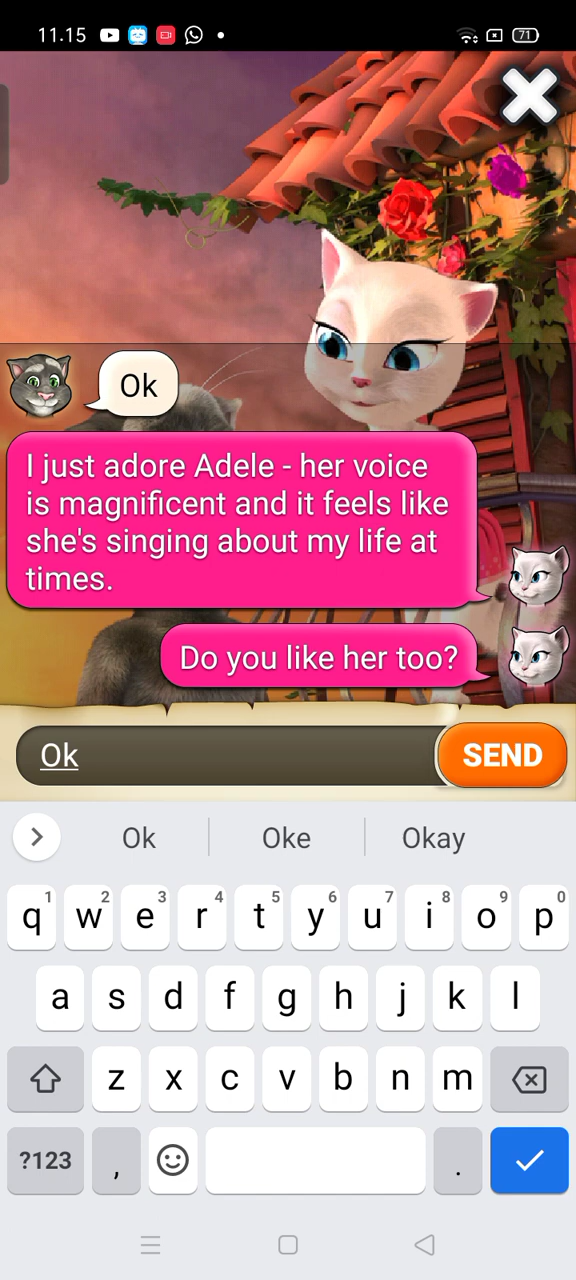 11.15 71
Ok
I just adore Adele - her voice
is magnificent and it feels like
she's singing about my life at
times.
Do you like her too?
Ok SEND
Ok Oke Okay
1 2 3 4 5 6 7 8 9 0
q w e r t y u i o p
a s d f g h j k l
z x c v b n m
?123 , .